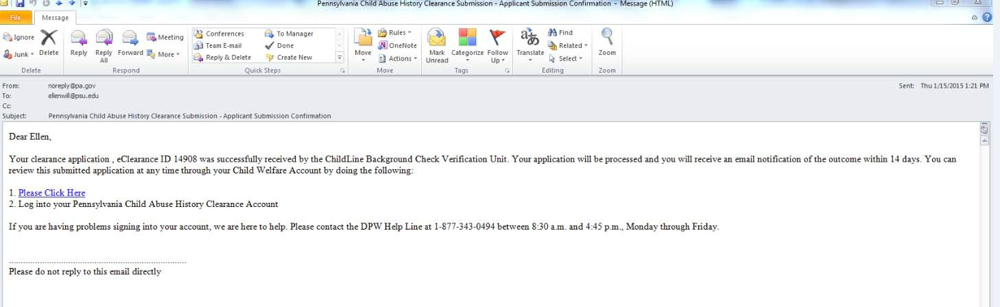 Pennsylvania Child Abuse History Clearance Submission - Applicant Submission Confirmation - Message (HTML)
File Message
Ignore
Junk
Delete
Reply
Reply All
Forward
Meeting
More
Conferences
Team E-mail
Reply & Delete
To Manager
Done
Create New
Move
Rules
OneNote
Actions
Mark Unread
Categorize
Follow Up
Translate
Find
Related
Select
Zoom
Delete Respond Quick Steps Move Tags Editing Zoom
From: noreply@pa.gov
Sent: Thu 1/15/2015 1:21 PM
To: ellenwill@psu.edu
Cc:
Subject: Pennsylvania Child Abuse History Clearance Submission - Applicant Submission Confirmation
Dear Ellen,
Your clearance application , eClearance ID 14908 was successfully received by the ChildLine Background Check Verification Unit. Your application will be processed and you will receive an email notification of the outcome within 14 days. You can
review this submitted application at any time through your Child Welfare Account by doing the following:
1. Please Click Here
2. Log into your Pennsylvania Child Abuse History Clearance Account
If you are having problems signing into your account, we are here to help. Please contact the DPW Help Line at 1-877-343-0494 between 8:30 a.m. and 4:45 p.m., Monday through Friday.
...........................................................................
Please do not reply to this email directly